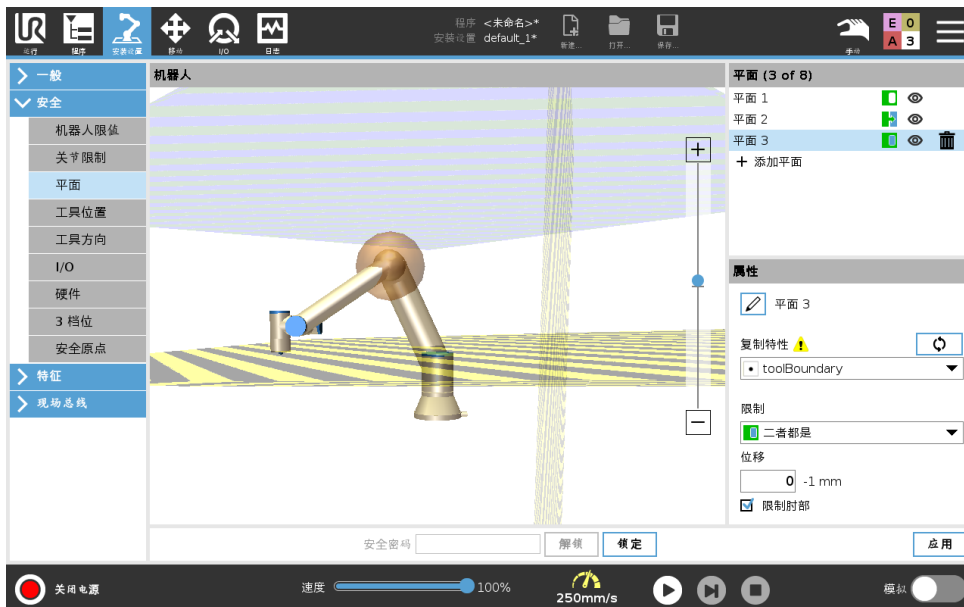 程序 <未命名>*
安装设置 default_1*
运行
程序
安装设置
移动
I/O
日志
新建...
打开...
保存...
手动
E 0
A 3
一般
安全
机器人限值
关节限制
平面
工具位置
工具方向
I/O
硬件
3 档位
安全原点
特征
现场总线
机器人
平面 (3 of 8)
平面 1
平面 2
平面 3
添加平面
属性
平面 3
复制特性
toolBoundary
限制
二者都是
位移
0 -1 mm
限制肘部
安全密码
解锁
锁定
应用
关闭电源
速度
100%
250mm/s
模拟